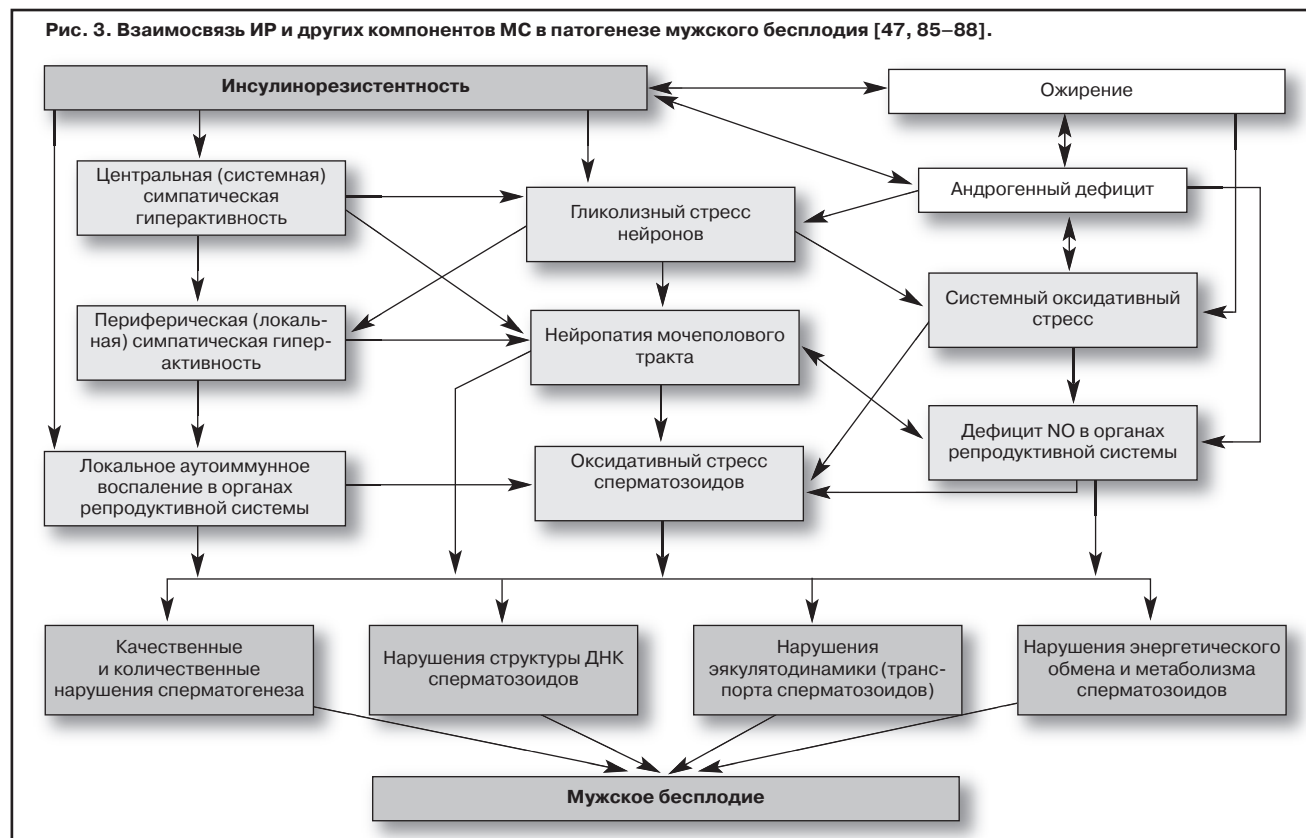 Рис. 3. Взаимосвязь ИР и других компонентов МС в патогенезе мужского бесплодия [47, 85–88].
Инсулинорезистентность
Ожирение
Центральная (системная)
симпатическая
гиперактивность
Гликолизный стресс
нейронов
Андрогенный дефицит
Периферическая (локаль-
ная) симпатическая гипер-
активность
Нейропатия мочеполового
тракта
Системный оксидативный
стресс
Локальное аутоиммунное
воспаление в органах
репродуктивной системы
Оксидативный стресс
сперматозоидов
Дефицит NO в органах
репродуктивной системы
Качественные
и количественные
нарушения сперматогенеза
Нарушения структуры ДНК
сперматозоидов
Нарушения
эякулятодинамики (транс-
порта сперматозоидов)
Нарушения энергетического
обмена и метаболизма
сперматозоидов
Мужское бесплодие